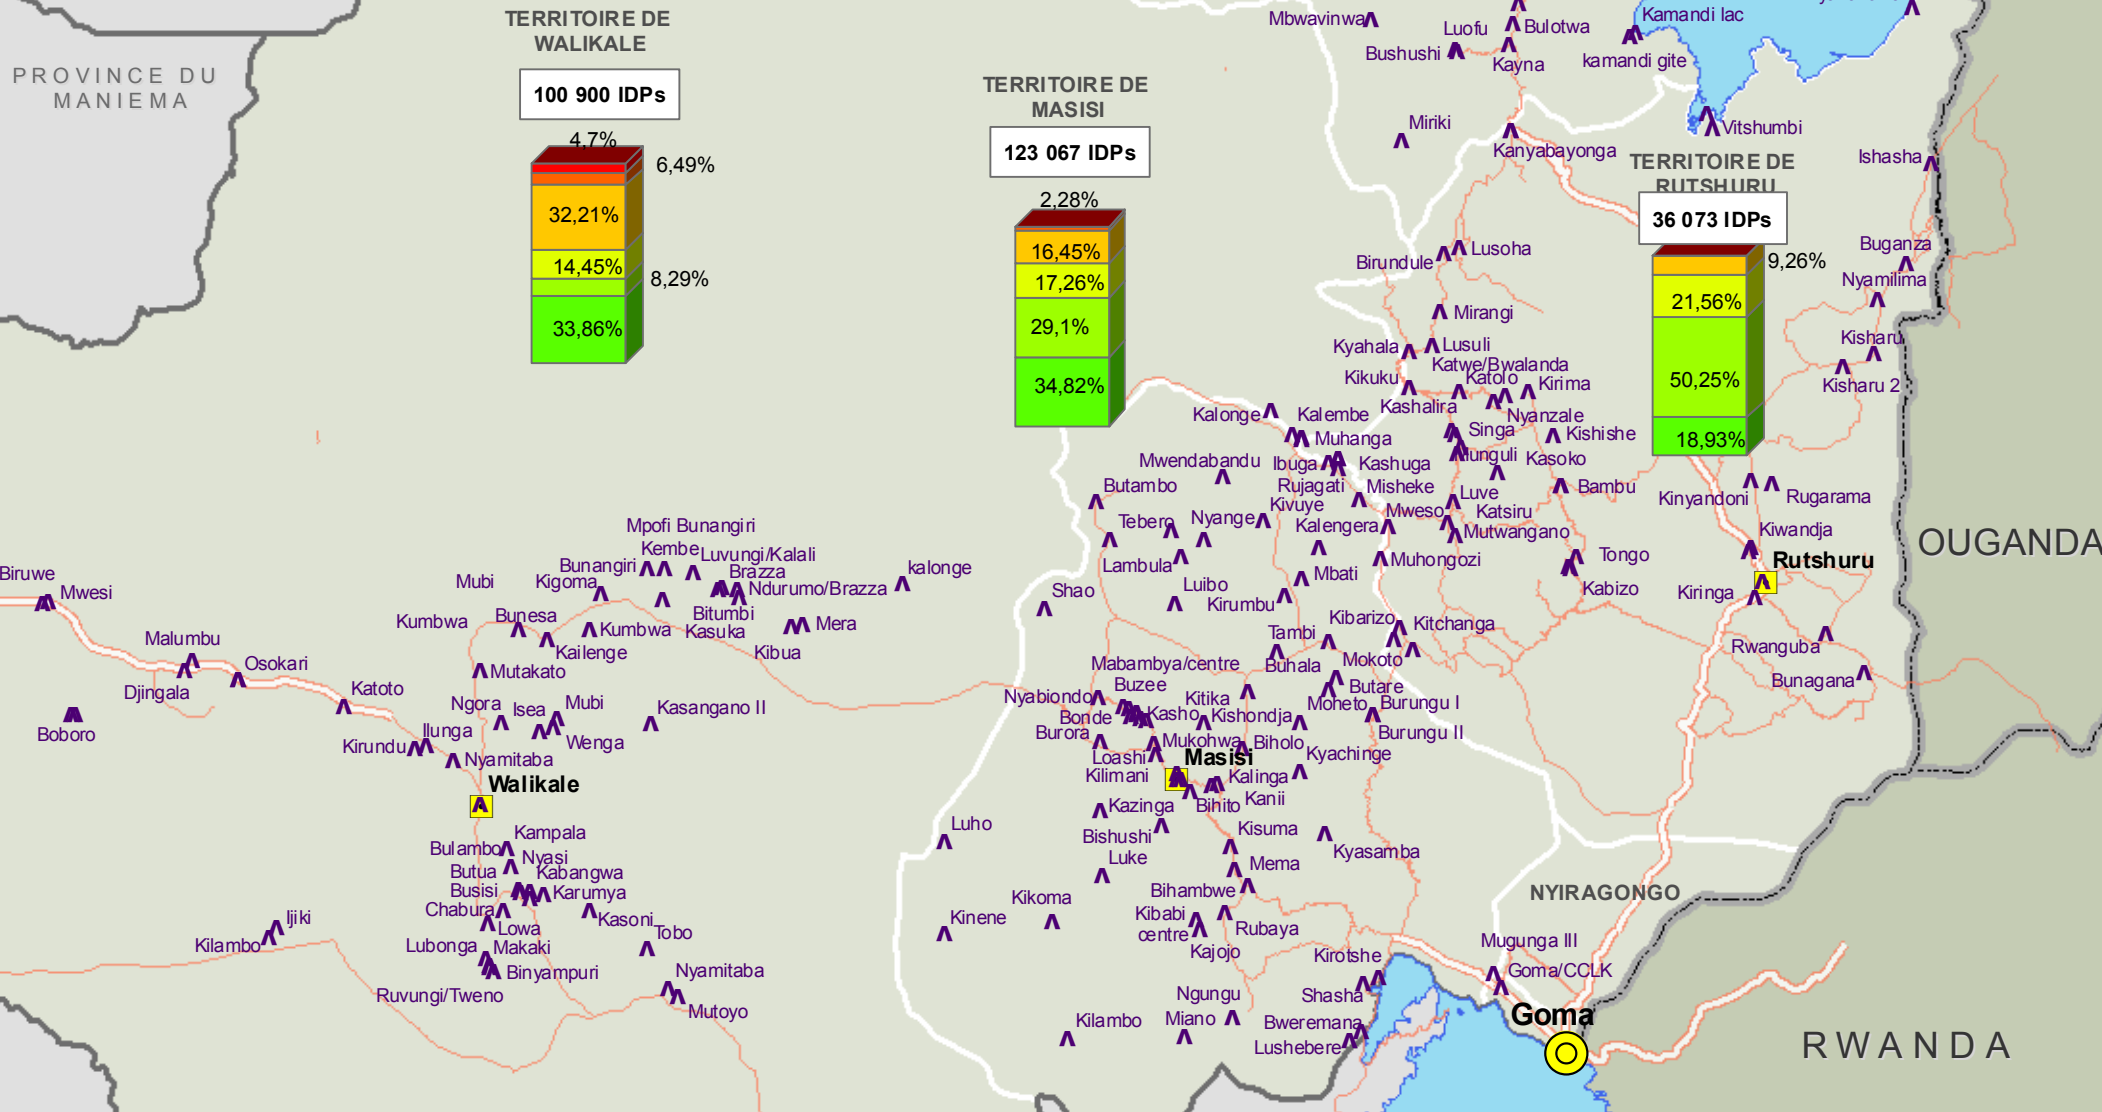 TERRITOIRE DE
WALIKALE
100 900 IDPs
4,7%
6,49%
32,21%
14,45%
8,29%
33,86%
PROVINCE DU
MANIEMA
TERRITOIRE DE
MASISI
123 067 IDPs
2,28%
16,45%
17,26%
29,1%
34,82%
TERRITOIRE DE
RUTSHURU
36 073 IDPs
9,26%
21,56%
50,25%
18,93%
Mbwavinwa
Luofu
Bulotwa
Bushushi
Kayna
Kamandi lac
kamandi gite
Miriki
Kanyabayonga
Vitshumbi
Ishasha
Buganza
Nyamilima
Kisharu
Kisharu 2
Lusoha
Birundule
Mirangi
Kyahala
Lusuli
Katwe/Bwalanda
Kikuku
Katolo
Kirima
Kashalira
Nyanzale
Kalonge
Kalembe
Muhanga
Singa
Kishishe
Mwendabandu
Ibuga
Kashuga
Kasoko
Butambo
Rujagati
Misheke
Luve
Bambu
Kinyandoni
Rugarama
Kivuye
Katsiru
Tebero
Nyange
Kalengera
Mweso
Mutwangano
Kiwandja
Lambula
Muhongozi
Tongo
Rutshuru
OUGANDA
Mbati
Luibo
Kabizo
Kiringa
Shao
Kirumbu
Kibarizo
Kitchanga
Tambi
Rwanguba
Mabambya/centre
Buhala
Mokoto
Bunagana
Buzee
Nyabiondo
Kitika
Butare
Bonde
Kasho
Kishondja
Moheto
Burungu I
Burora
Mukohwa
Biholo
Burungu II
Loashi
Masisi
Kyachinge
Kilimani
Kalinga
Kazinga
Bihito
Kanii
Bishushi
Kisuma
Luke
Mema
Kyasamba
Luho
Kikoma
Bihambwe
Kinene
Kibabi
centre
Rubaya
Kajojo
Kirotshe
NYIRAGONGO
Mugunga III
Goma/CCLK
Ngungu
Shasha
Kilambo
Miano
Bweremana
Lushebere
Goma
RWANDA
Mpofi Bunangiri
Kembe
Luvungi/Kalali
Bunangiri
Brazza
kalonge
Biruwe
Mwesi
Mubi
Kigoma
Ndurumo/Brazza
Bitumbi
Kumbwa
Bunesa
Kumbwa
Kasuka
Mera
Malumbu
Kailenge
Kibua
Osokari
Mutakato
Djingala
Katoto
Ngora
Isea
Mubi
Kasangano II
Boboro
Kirundu
Ilunga
Wenga
Nyamitaba
Walikale
Kampala
Bulambo
Nyasi
Butua
Kabangwa
Busisi
Karumya
Chabura
Kasoni
Ijiki
Lowa
Tobo
Kilambo
Lubonga
Makaki
Binyampuri
Nyamitaba
Ruvungi/Tweno
Mutoyo